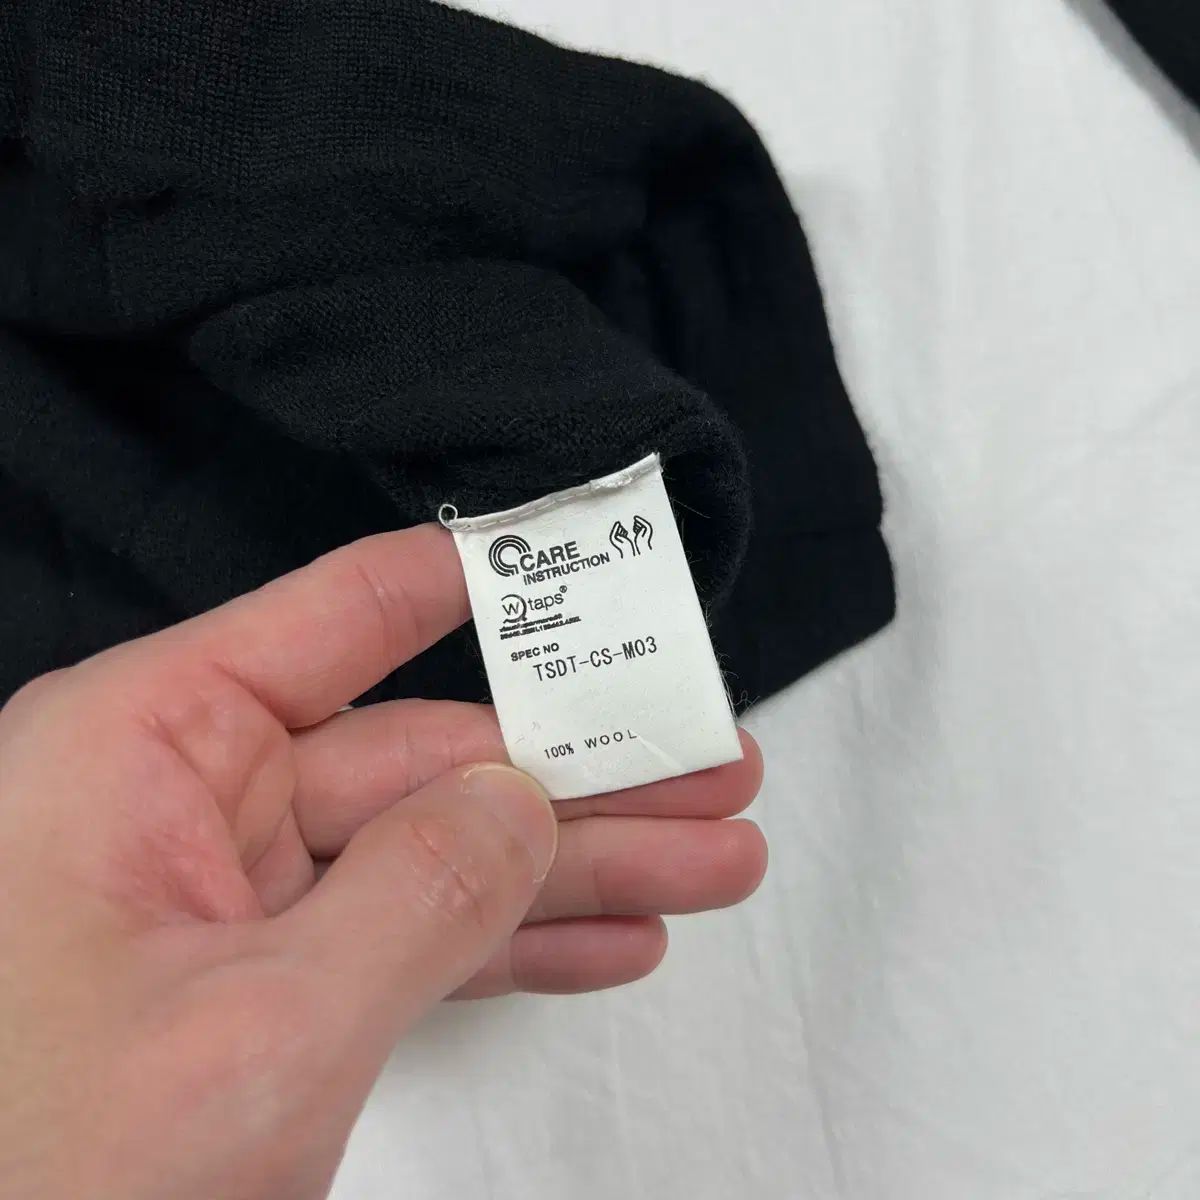 CARE
INSTRUCTION
W taps®
SPEC NO
TSDT-CS-M03
100% WOOL